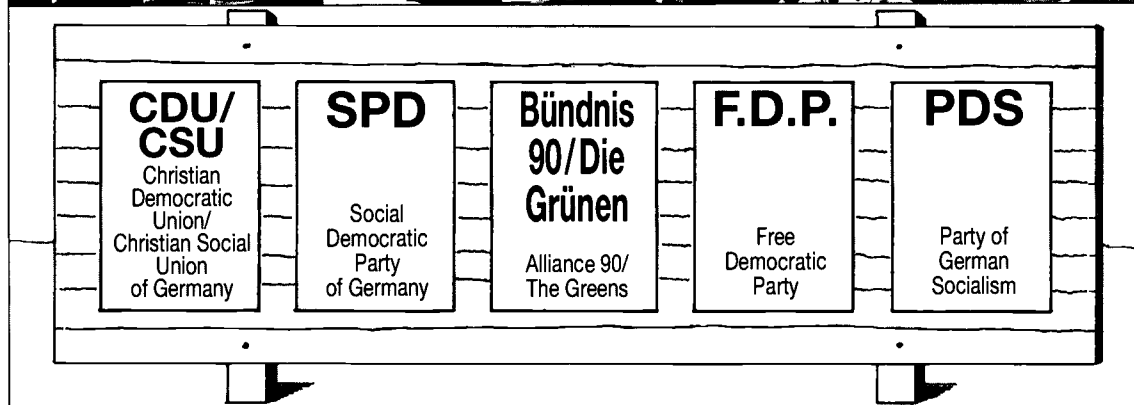 CDU/
CSU
Christian
Democratic
Union/
Christian Social
Union
of Germany
SPD
Social
Democratic
Party
of Germany
Bündnis
90/Die
Grünen
Alliance 90/
The Greens
F.D.P.
Free
Democratic
Party
PDS
Party of
German
Socialism